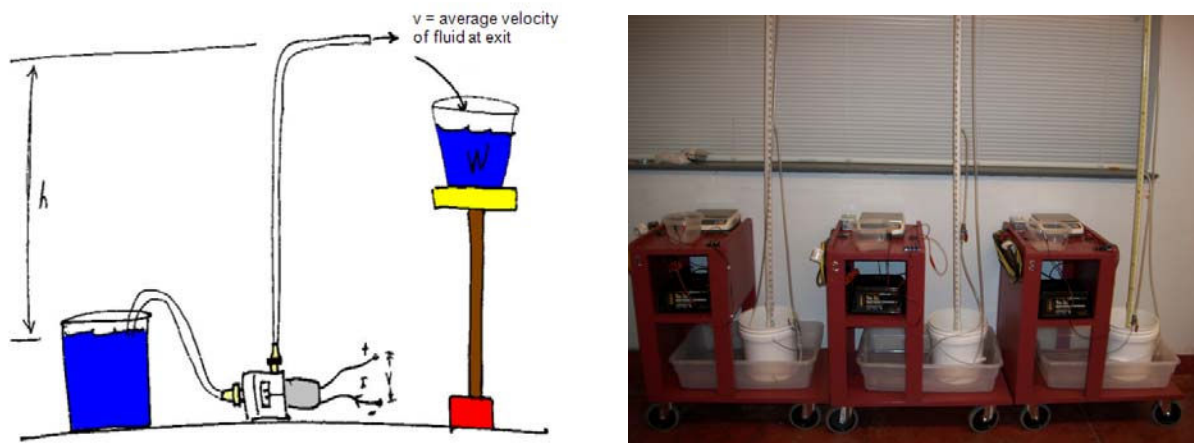 v = average velocity
of fluid at exit
h
W
+
V
I
-